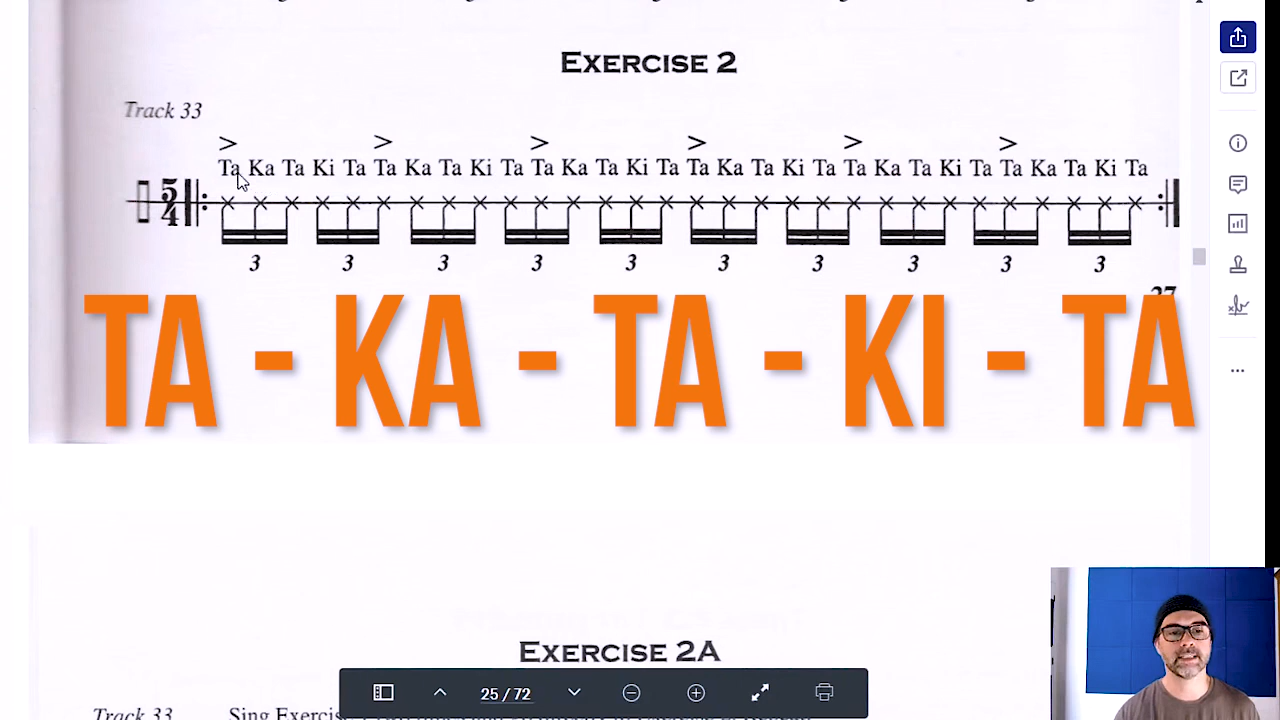 EXERCISE 2
Track 33
> > > > > >
Ta Ka Ta Ki Ta Ta Ka Ta Ki Ta Ta Ka Ta Ki Ta Ta Ka Ta Ki Ta Ta Ka Ta Ki Ta Ta Ka Ta Ki Ta
5
4
3 3 3 3 3 3 3 3 3 3
27
TA - KA - TA - KI - TA
EXERCISE 2A
Track 33 Sing Exercise
25 / 72